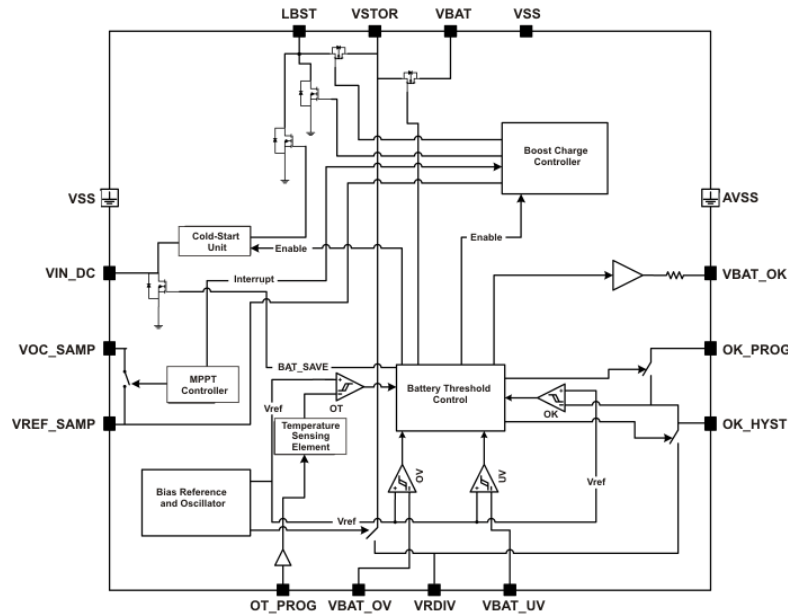 LBST VSTOR VBAT VSS
Boost Charge
Controller
VSS
AVSS
Cold-Start
Unit
Enable
Enable
VIN_DC
Interrupt
VBAT_OK
VOC_SAMP
OK_PROG
MPPT
Controller
BAT_SAVE
Battery Threshold
Control
+
-
OT
Vref
+
-
OK
VREF_SAMP
OK_HYST
Temperature
Sensing
Element
Bias Reference
and Oscillator
OV
UV
Vref
+
-
+
-
Vref
OT_PROG VBAT_OV VRDIV VBAT_UV